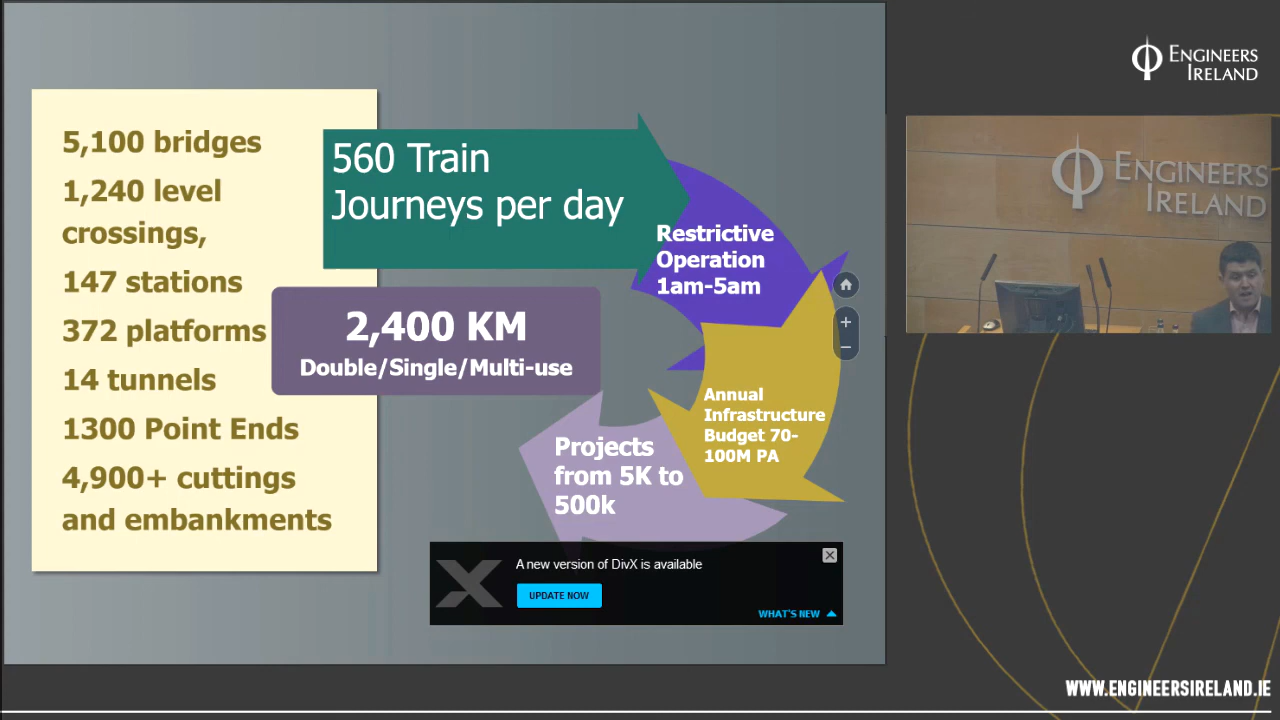 5,100 bridges
1,240 level
crossings,
147 stations
372 platforms
14 tunnels
1300 Point Ends
4,900+ cuttings
and embankments
560 Train
Journeys per day
2,400 KM
Double/Single/Multi-use
Restrictive
Operation
1am-5am
Annual
Infrastructure
Budget 70-
100M PA
Projects
from 5K to
500k
A new version of DivX is available
UPDATE NOW
WHAT'S NEW
ENGINEERS
IRELAND
ENGINEERS
IRELAND
WWW.ENGINEERSIRELAND.IE